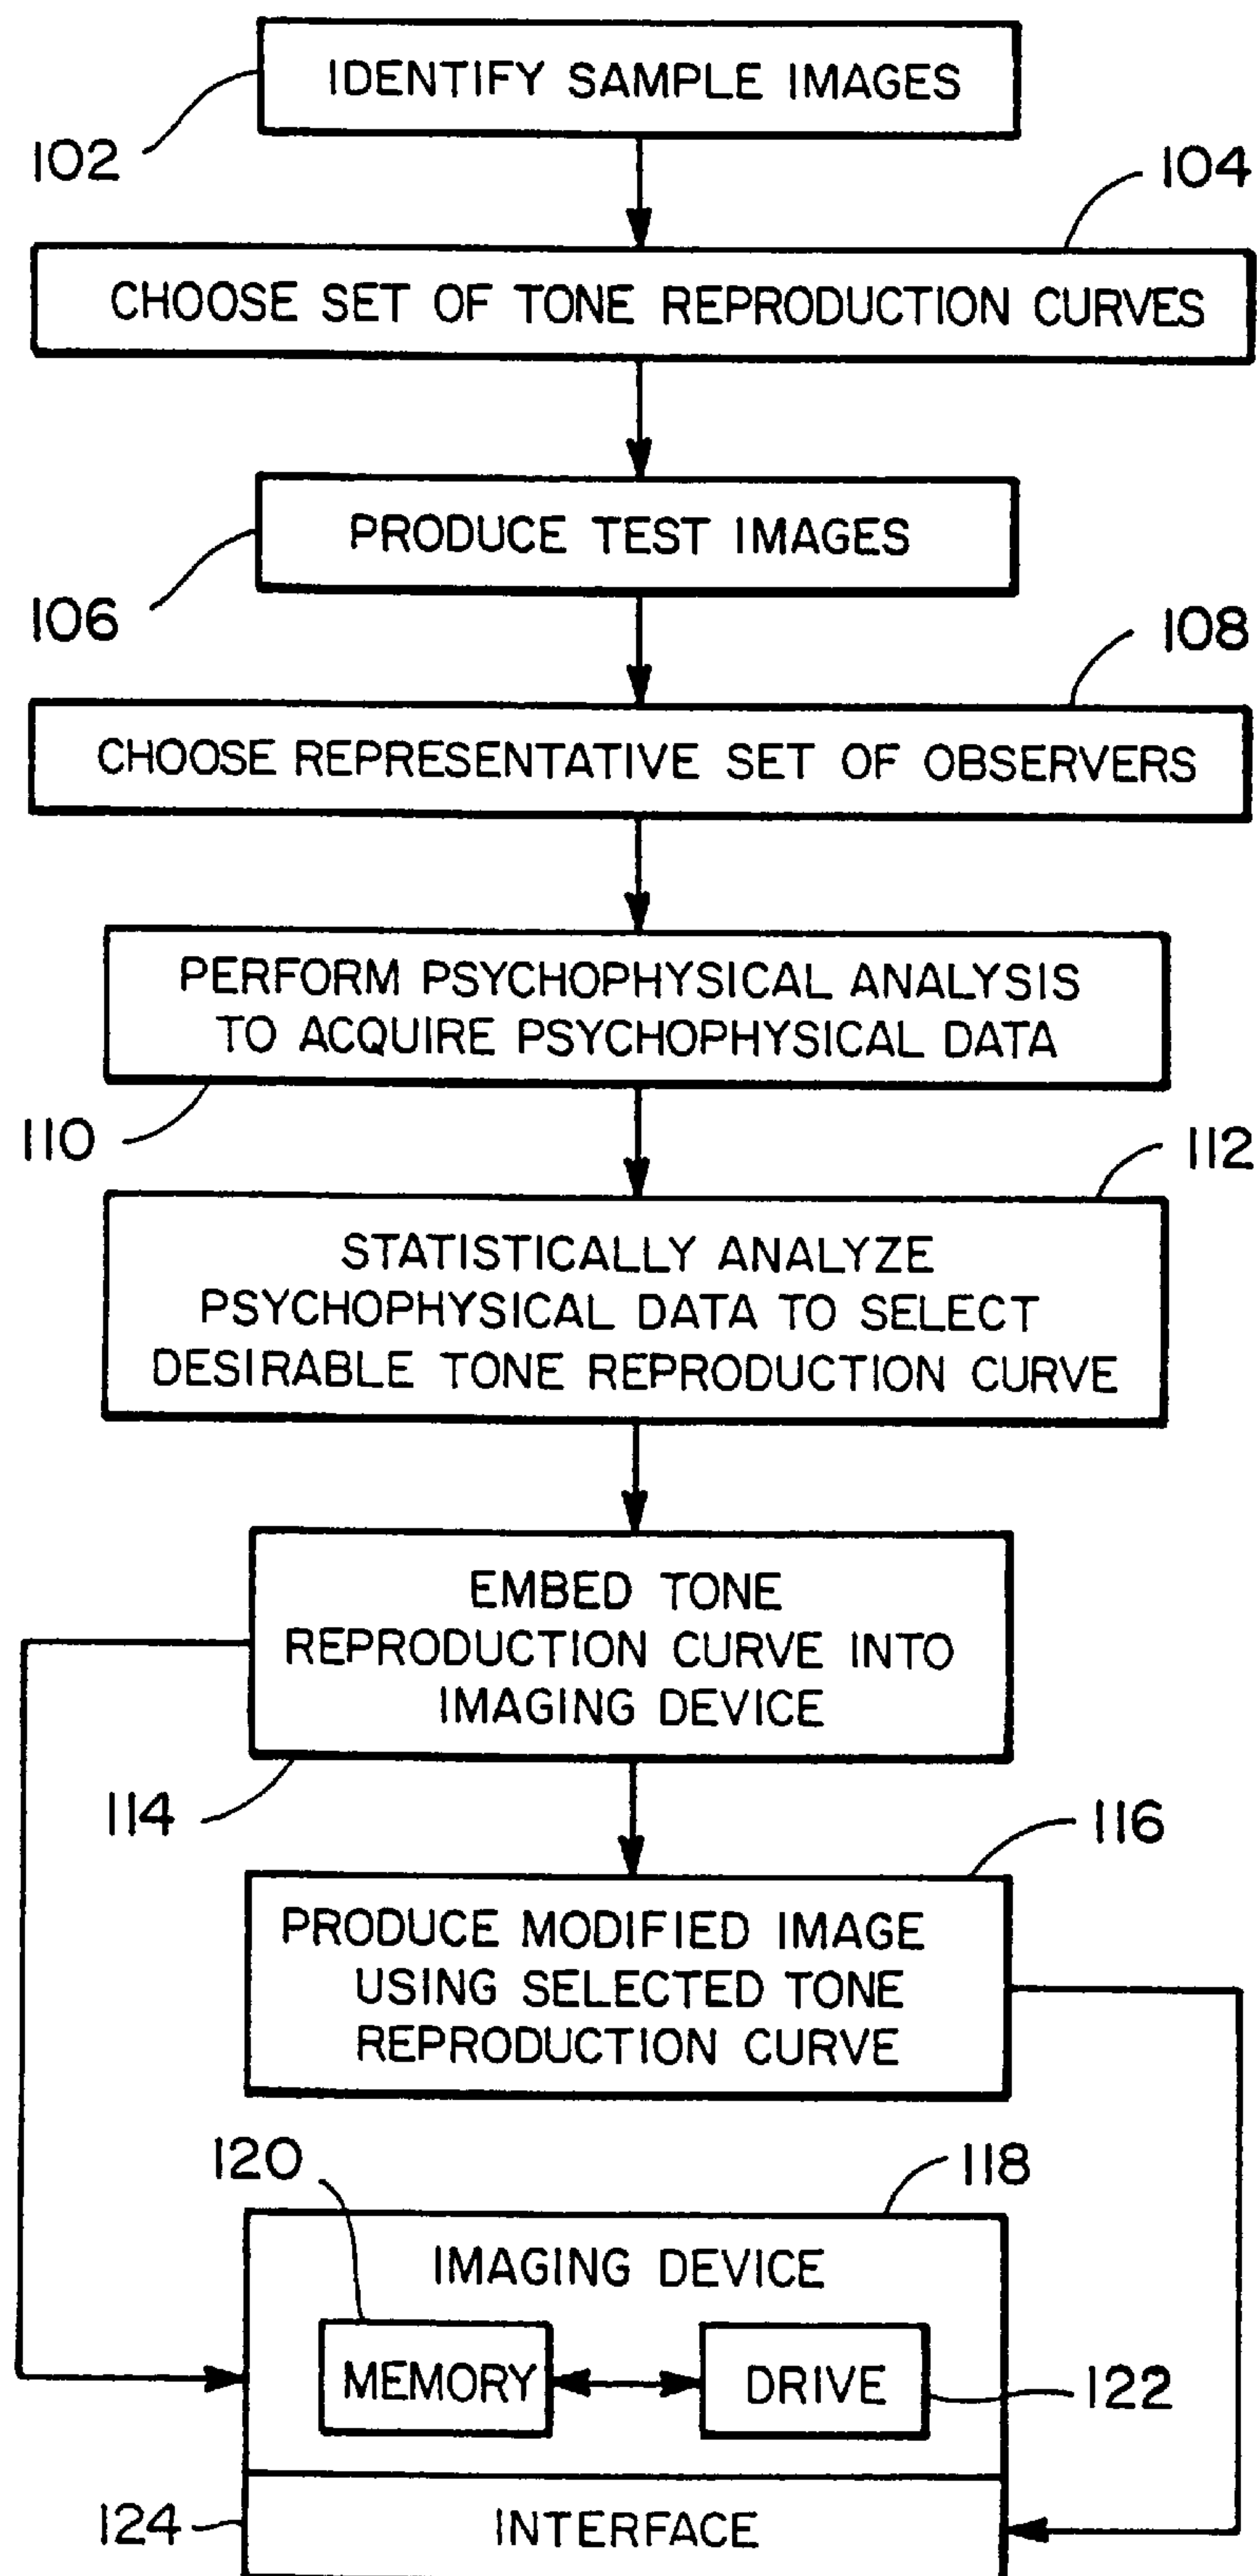 IDENTIFY SAMPLE IMAGES
102
104
CHOOSE SET OF TONE REPRODUCTION CURVES
PRODUCE TEST IMAGES
106
108
CHOOSE REPRESENTATIVE SET OF OBSERVERS
PERFORM PSYCHOPHYSICAL ANALYSIS
TO ACQUIRE PSYCHOPHYSICAL DATA
110
112
STATISTICALLY ANALYZE
PSYCHOPHYSICAL DATA TO SELECT
DESIRABLE TONE REPRODUCTION CURVE
EMBED TONE
REPRODUCTION CURVE INTO
IMAGING DEVICE
114
116
PRODUCE MODIFIED IMAGE
USING SELECTED TONE
REPRODUCTION CURVE
120
118
IMAGING DEVICE
MEMORY
DRIVE
122
124
INTERFACE